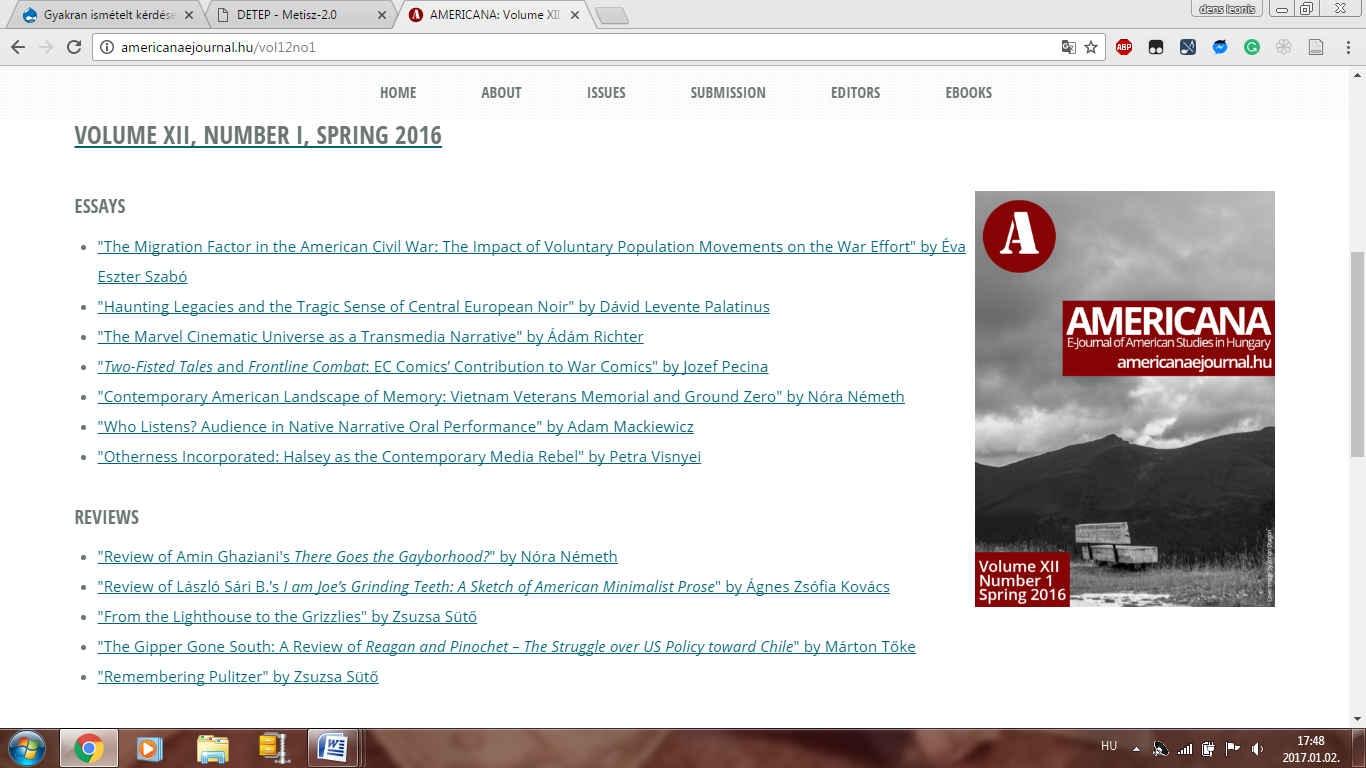 Gyakran ismételt kérdése
DETEP - Metisz-2.0
AMERICANA: Volume XII
dens leonis
americanaejournal.hu/vol12no1
ABP
HOME ABOUT ISSUES SUBMISSION EDITORS EBOOKS
VOLUME XII, NUMBER I, SPRING 2016
ESSAYS
"The Migration Factor in the American Civil War: The Impact of Voluntary Population Movements on the War Effort" by Éva
Eszter Szabó
"Haunting Legacies and the Tragic Sense of Central European Noir" by Dávid Levente Palatinus
"The Marvel Cinematic Universe as a Transmedia Narrative" by Ádám Richter
"Two-Fisted Tales and Frontline Combat: EC Comics’ Contribution to War Comics" by Jozef Pecina
"Contemporary American Landscape of Memory: Vietnam Veterans Memorial and Ground Zero" by Nóra Németh
"Who Listens? Audience in Native Narrative Oral Performance" by Adam Mackiewicz
"Otherness Incorporated: Halsey as the Contemporary Media Rebel" by Petra Visnyei
REVIEWS
"Review of Amin Ghaziani's There Goes the Gayborhood?" by Nóra Németh
"Review of László Sári B.’s I am Joe’s Grinding Teeth: A Sketch of American Minimalist Prose" by Ágnes Zsófia Kovács
"From the Lighthouse to the Grizzlies" by Zsuzsa Sütő
"The Gipper Gone South: A Review of Reagan and Pinochet – The Struggle over US Policy toward Chile" by Márton Tőke
"Remembering Pulitzer" by Zsuzsa Sütő
A
AMERICANA
E-Journal of American Studies in Hungary
americanaejournal.hu
Volume XII
Number 1
Spring 2016
HU
17:48
2017.01.02.